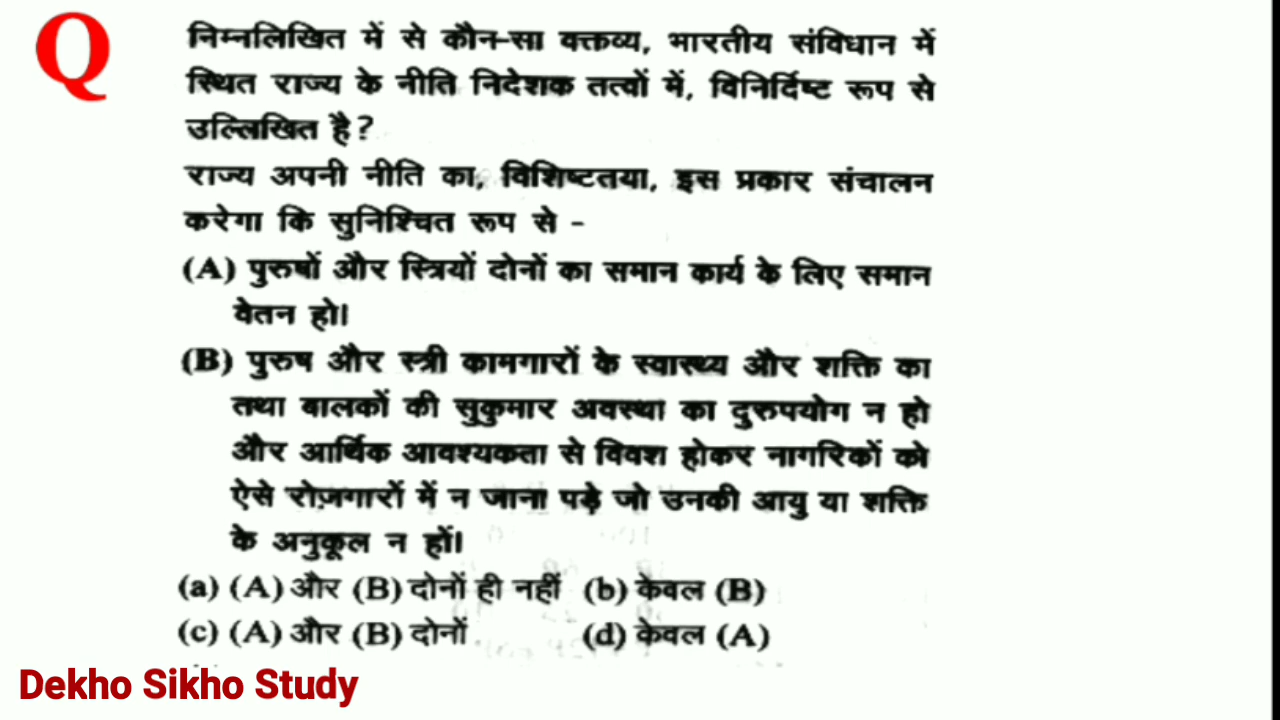 Q
निम्नलिखित में से कौन-सा वक्तव्य, भारतीय संविधान में
स्थित राज्य के नीति निदेशक तत्वों में, विनिर्दिष्ट रूप से
उल्लिखित है?
राज्य अपनी नीति का, विशिष्टतया, इस प्रकार संचालन
करेगा कि सुनिश्चित रूप से -
(A) पुरुषों और स्त्रियों दोनों का समान कार्य के लिए समान
वेतन हो।
(B) पुरुष और स्त्री कामगारों के स्वास्थ्य और शक्ति का
तथा बालकों की सुकुमार अवस्था का दुरुपयोग न हो
और आर्थिक आवश्यकता से विवश होकर नागरिकों को
ऐसे रोज़गारों में न जाना पड़े जो उनकी आयु या शक्ति
के अनुकूल न हों।
(a) (A) और (B) दोनों ही नहीं (b) केवल (B)
(c) (A) और (B) दोनों (d) केवल (A)
Dekho Sikho Study